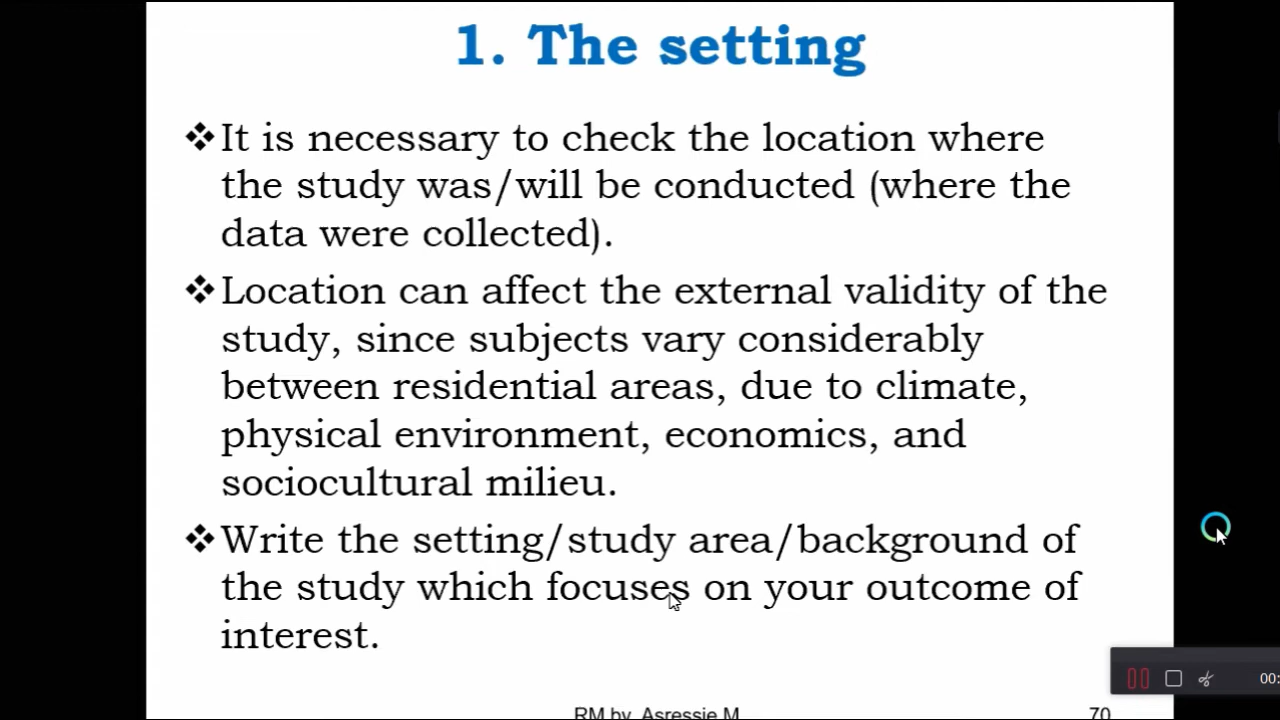 1. The setting
❖It is necessary to check the location where
the study was/will be conducted (where the
data were collected).
❖Location can affect the external validity of the
study, since subjects vary considerably
between residential areas, due to climate,
physical environment, economics, and
sociocultural milieu.
❖Write the setting/study area/background of
the study which focuses on your outcome of
interest.
00:
RM by Asressie M
70